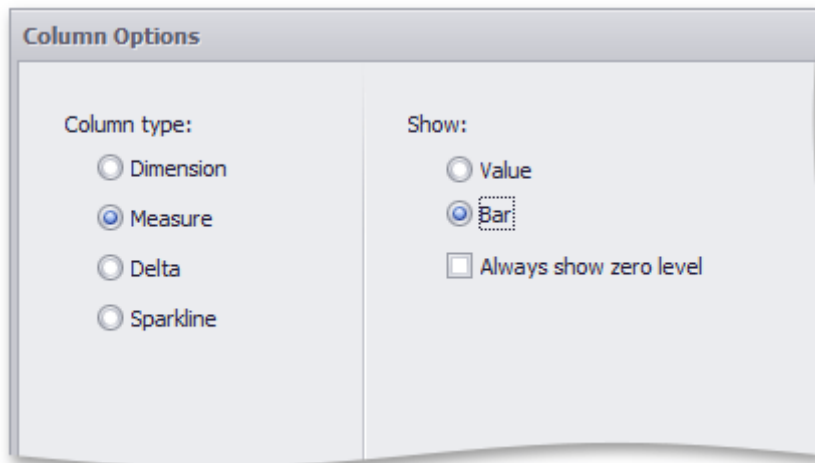 Column Options
Column type:
Dimension
Measure
Delta
Sparkline
Show:
Value
Bar
Always show zero level